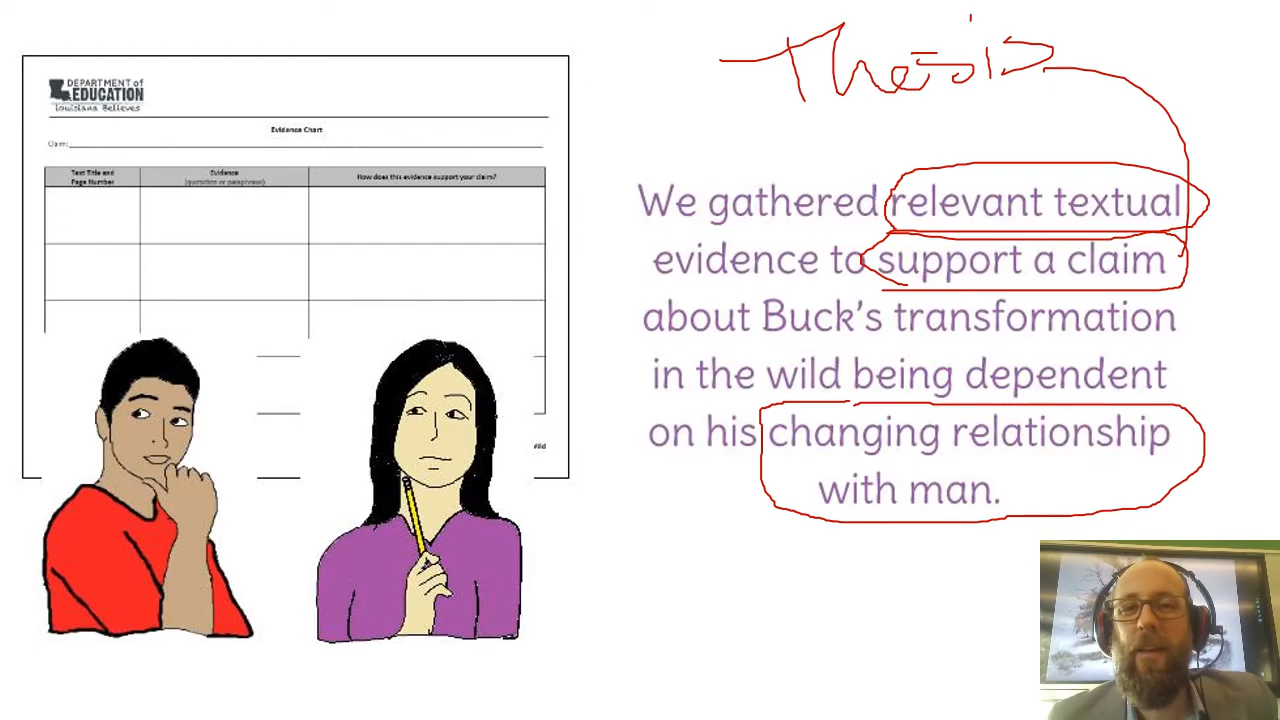 DEPARTMENT of
EDUCATION
Louisiana Believes
Evidence Chart
Claim:
Text Title and
Page Number
Evidence
(quotation or paraphrase)
How does this evidence support your claim?
Thesis
We gathered relevant textual
evidence to support a claim
about Buck's transformation
in the wild being dependent
on his changing relationship
with man.